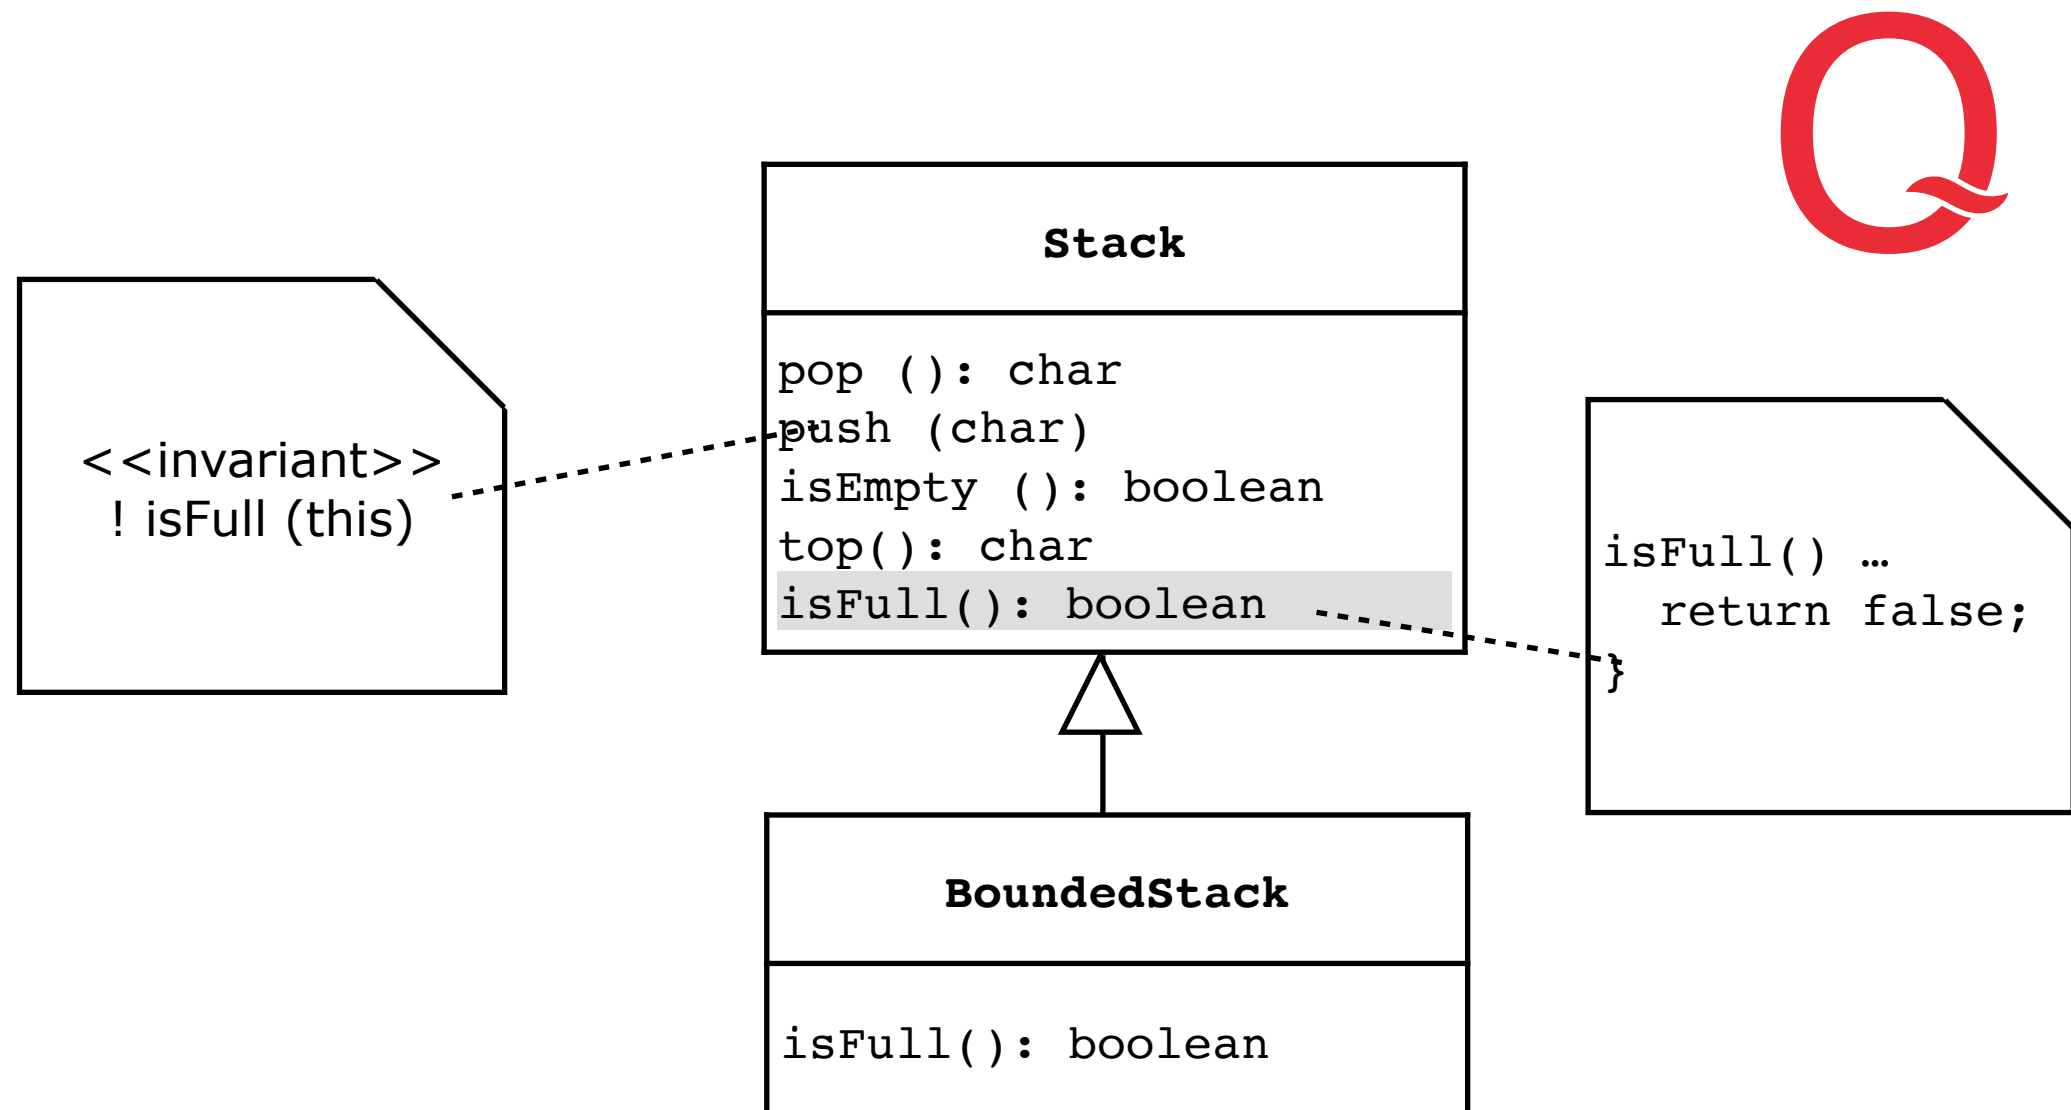 Q
Stack
<<invariant>>
! isFull (this)
pop (): char
push (char)
isEmpty (): boolean
top(): char
isFull(): boolean
isFull() …
return false;
}
BoundedStack
isFull(): boolean